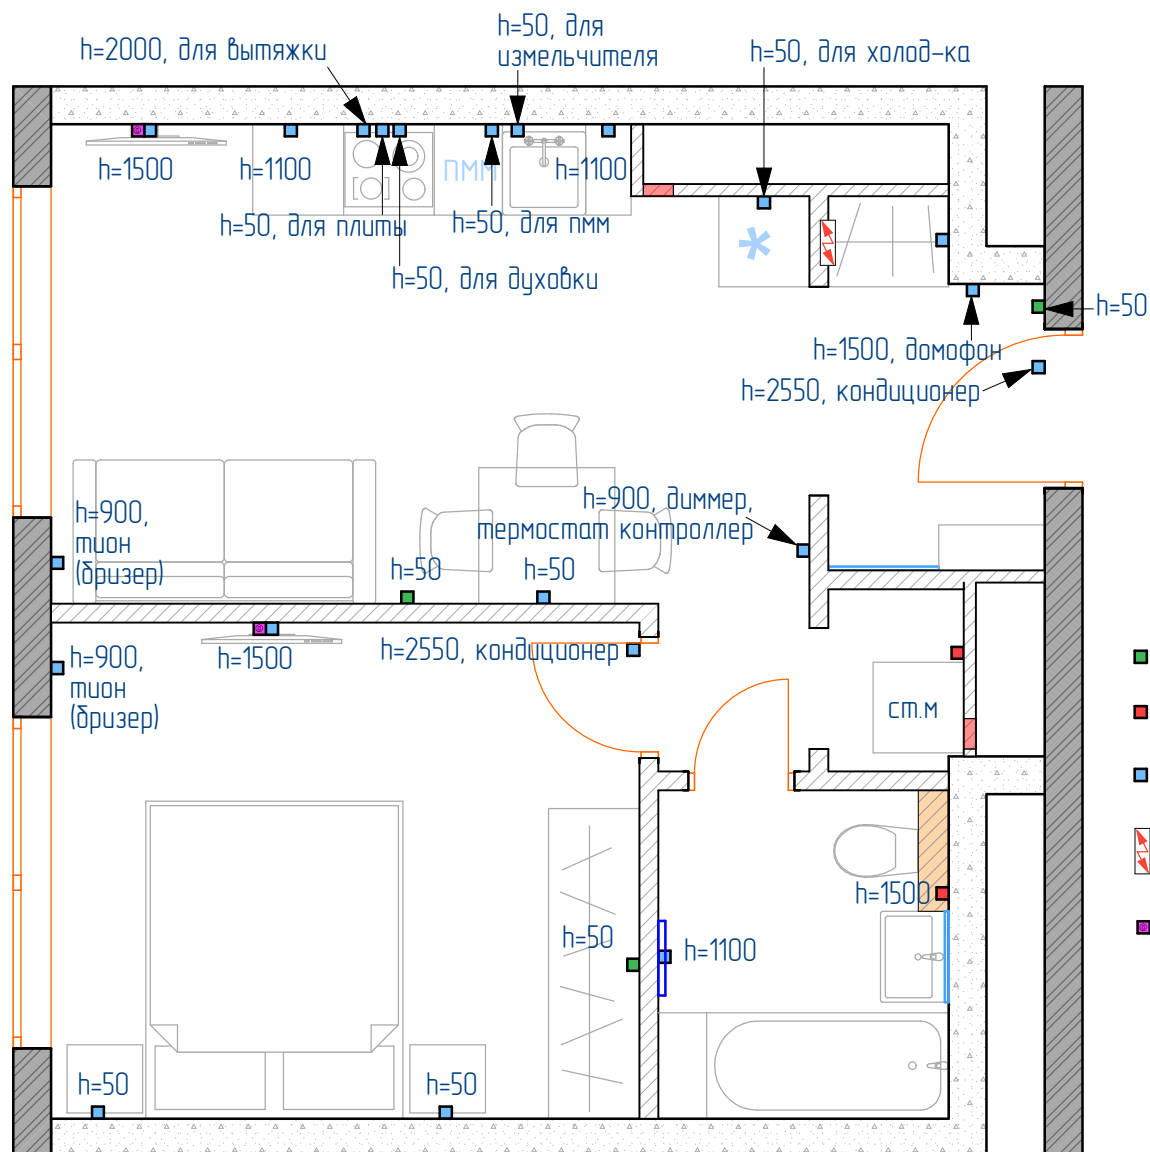 h=50, для
измельчителя
h=2000, для вытяжки
h=50, для холод-ка
h=1500
h=1100
ПММ
h=1100
h=50, для плиты
h=50, для пмм
h=50, для духовки
*
h=50
h=1500, домофон
h=2550, кондиционер
h=900,
тион
(бризер)
h=900, диммер,
термостат контроллер
h=50
h=50
h=1500
h=2550, кондиционер
h=900,
тион
(бризер)
ст.м
h=1500
h=50
h=1100
h=50
h=50